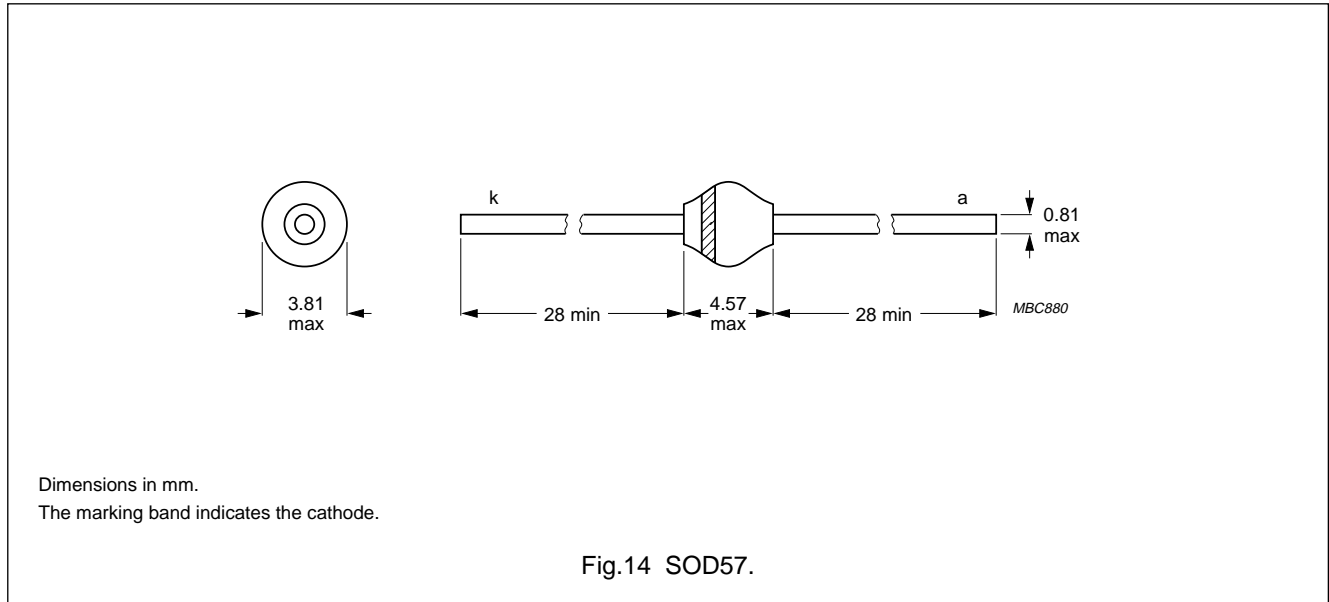 k
a
0.81
max
3.81
max
28 min
4.57
max
28 min
MBC880
Dimensions in mm.
The marking band indicates the cathode.
Fig.14 SOD57.